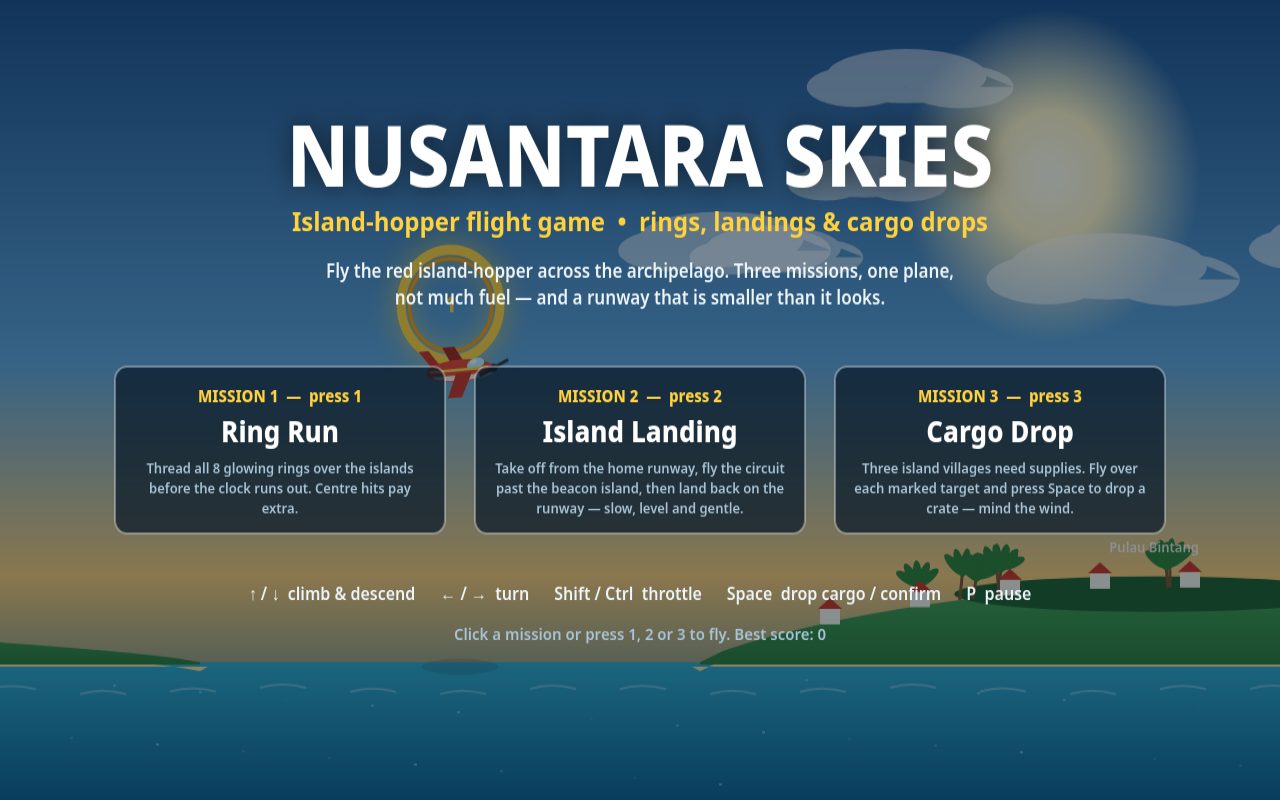 NUSANTARA SKIES
Island-hopper flight game • rings, landings & cargo drops
Fly the red island-hopper across the archipelago. Three missions, one plane,
not much fuel — and a runway that is smaller than it looks.
MISSION 1 — press 1
Ring Run
Thread all 8 glowing rings over the islands
before the clock runs out. Centre hits pay
extra.
MISSION 2 — press 2
Island Landing
Take off from the home runway, fly the circuit
past the beacon island, then land back on the
runway — slow, level and gentle.
MISSION 3 — press 3
Cargo Drop
Three island villages need supplies. Fly over
each marked target and press Space to drop a
crate — mind the wind.
Pulau Bintang
↑ / ↓ climb & descend ← / → turn Shift / Ctrl throttle Space drop cargo / confirm P pause
Click a mission or press 1, 2 or 3 to fly. Best score: 0